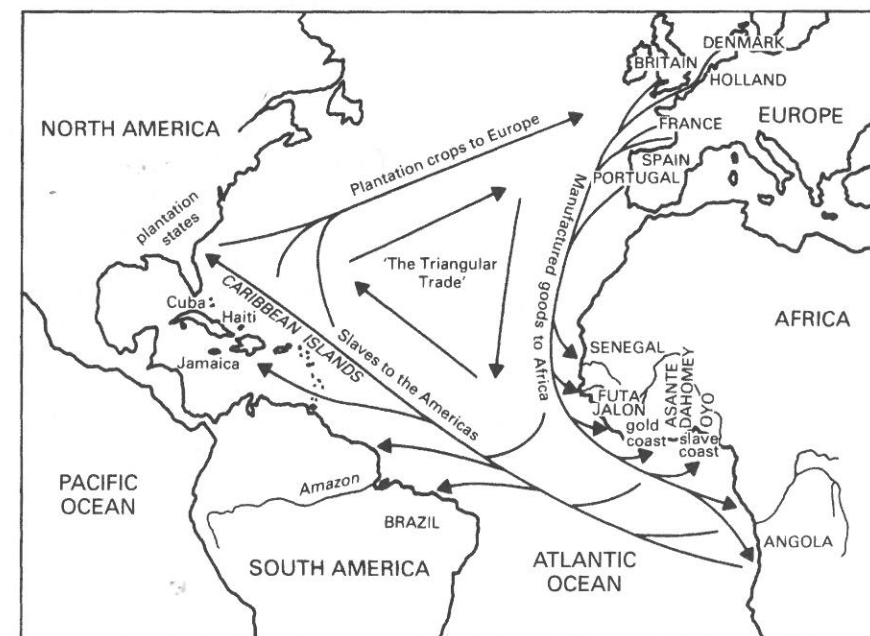 NORTH AMERICA
plantation
states
Plantation crops to Europe
BRITAIN
DENMARK
HOLLAND
FRANCE
EUROPE
SPAIN
PORTUGAL
Manufactured goods to Africa
'The Triangular
Trade'
Cuba
Haiti
Jamaica
CARIBBEAN ISLANDS
Slaves to the Americas
AFRICA
SENEGAL
FUTA
JALON
gold
coast
ASANTE
DAHOMEY
OYO
slave
coast
PACIFIC
OCEAN
Amazon
BRAZIL
SOUTH AMERICA
ATLANTIC
OCEAN
ANGOLA